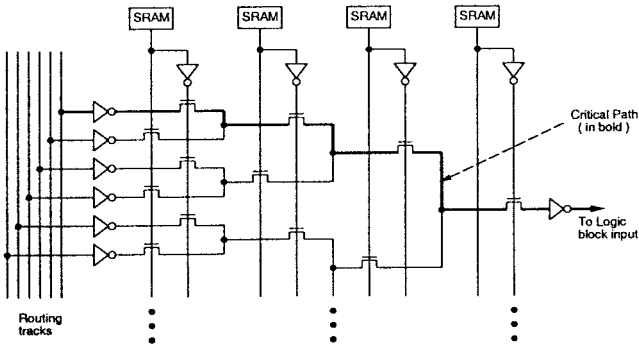 SRAM
SRAM
SRAM
SRAM
Critical Path
( in bold )
To Logic
block input
Routing
tracks